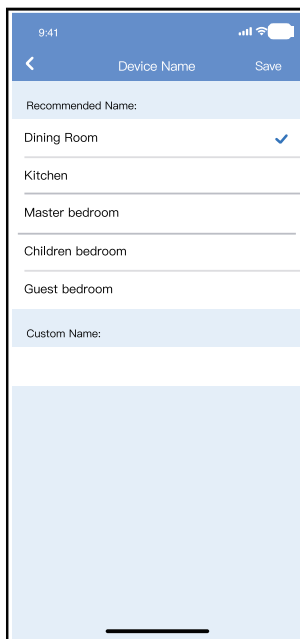 9:41
Device Name Save
Recommended Name:
Dining Room
Kitchen
Master bedroom
Children bedroom
Guest bedroom
Custom Name: